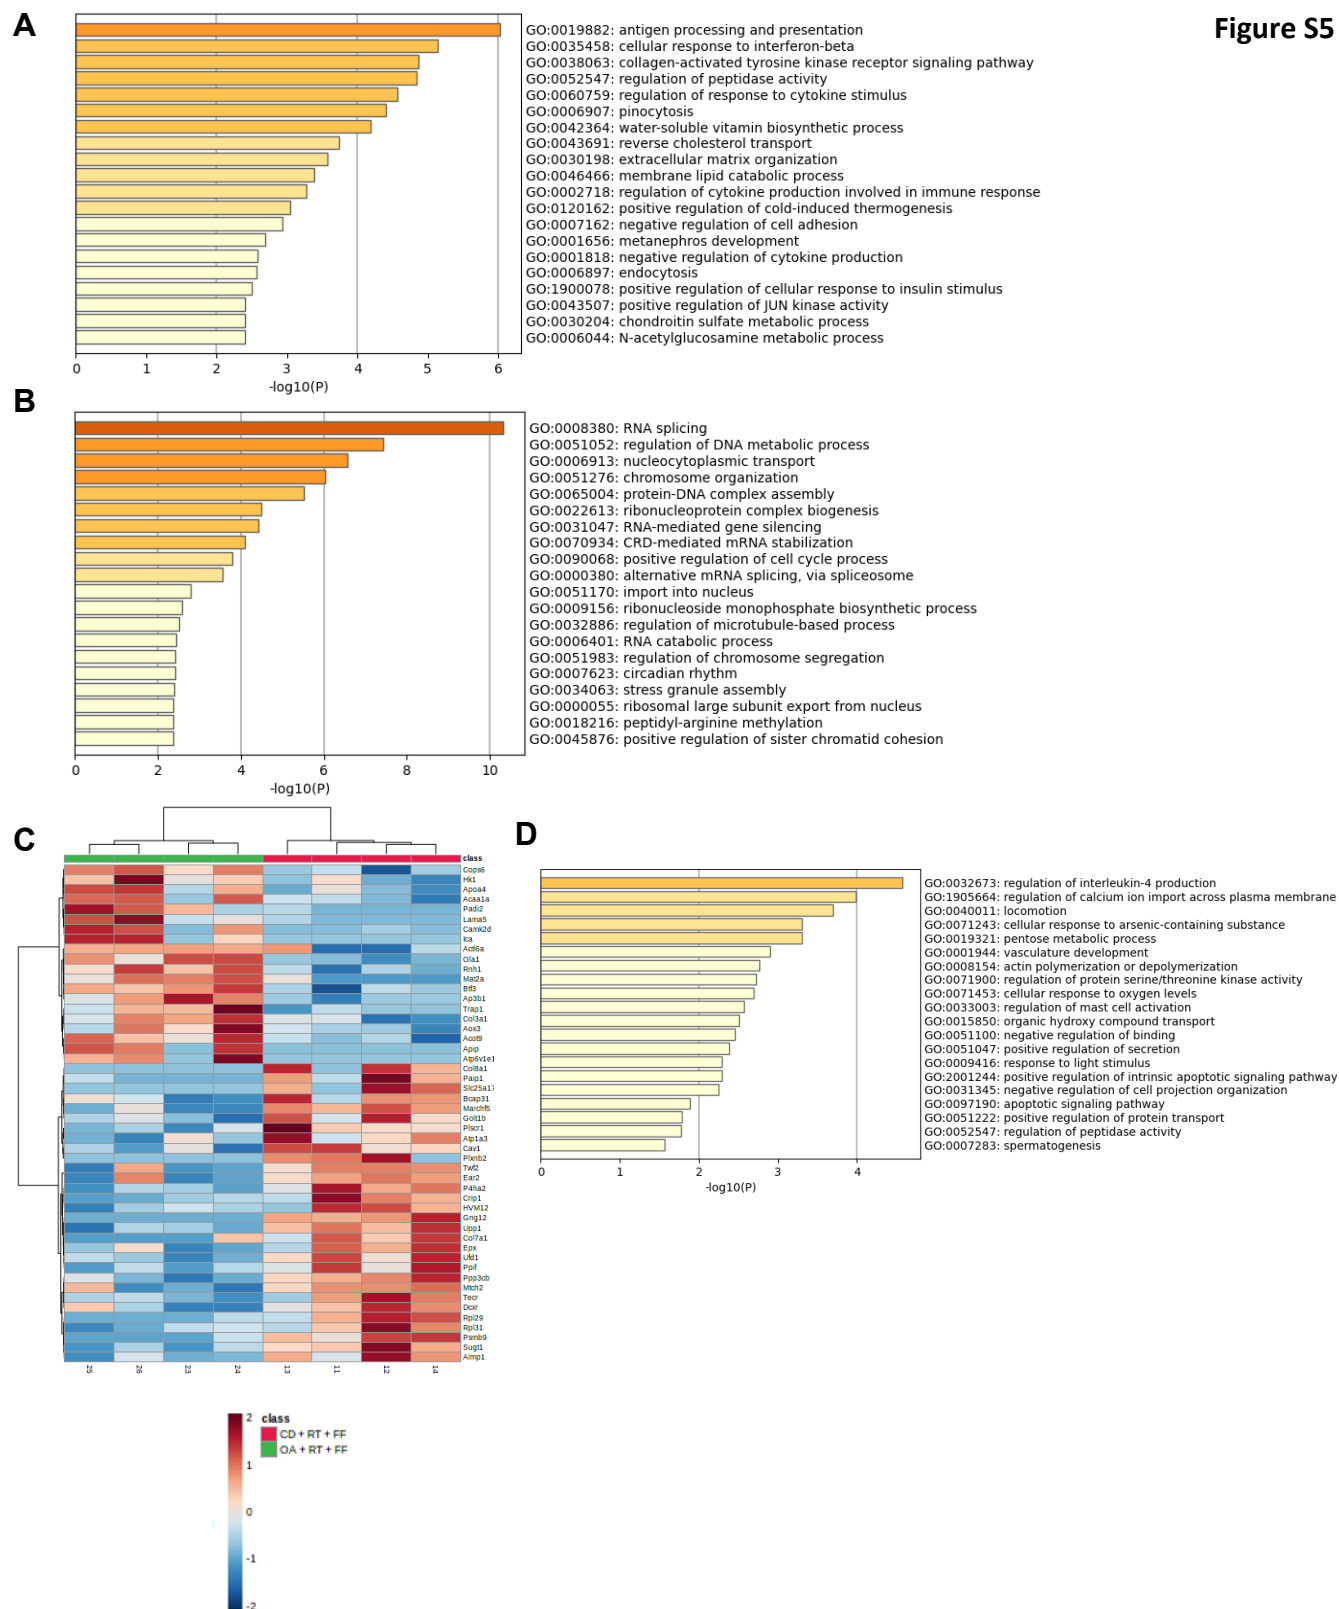 A
Figure S5
GO:0019882: antigen processing and presentation
GO:0035458: cellular response to interferon-beta
GO:0038063: collagen-activated tyrosine kinase receptor signaling pathway
GO:0052547: regulation of peptidase activity
GO:0060759: regulation of response to cytokine stimulus
GO:0006907: pinocytosis
GO:0042364: water-soluble vitamin biosynthetic process
GO:0043691: reverse cholesterol transport
GO:0030198: extracellular matrix organization
GO:0046466: membrane lipid catabolic process
GO:0002718: regulation of cytokine production involved in immune response
GO:0120162: positive regulation of cold-induced thermogenesis
GO:0007162: negative regulation of cell adhesion
GO:0001656: metanephros development
GO:0001818: negative regulation of cytokine production
GO:0006897: endocytosis
GO:1900078: positive regulation of cellular response to insulin stimulus
GO:0043507: positive regulation of JUN kinase activity
GO:0030204: chondroitin sulfate metabolic process
GO:0006044: N-acetylglucosamine metabolic process
0 1 2 3 4 5 6
-log10(P)
B
GO:0008380: RNA splicing
GO:0051052: regulation of DNA metabolic process
GO:0006913: nucleocytoplasmic transport
GO:0051276: chromosome organization
GO:0065004: protein-DNA complex assembly
GO:0022613: ribonucleoprotein complex biogenesis
GO:0031047: RNA-mediated gene silencing
GO:0070934: CRD-mediated mRNA stabilization
GO:0090068: positive regulation of cell cycle process
GO:0000380: alternative mRNA splicing, via spliceosome
GO:0051170: import into nucleus
GO:0009156: ribonucleoside monophosphate biosynthetic process
GO:0032886: regulation of microtubule-based process
GO:0006401: RNA catabolic process
GO:0051983: regulation of chromosome segregation
GO:0007623: circadian rhythm
GO:0034063: stress granule assembly
GO:0000055: ribosomal large subunit export from nucleus
GO:0018216: peptidyl-arginine methylation
GO:0045876: positive regulation of sister chromatid cohesion
0 2 4 6 8 10
-log10(P)
C
class
Cops6
Hk1
Apoa4
Acaa1a
Padi2
Lama5
Camk2d
Ica
Actl6a
Ola1
Rnh1
Mat2a
Btf3
Ap3b1
Trap1
Col3a1
Aox3
Acot9
Apip
Atp6v1e1
Col8a1
Paip1
Slc25a17
Bcap31
Marchf5
Golt1b
Plscr1
Atp1a3
Cav1
Plxnb2
Twf2
Ear2
P4ha2
Crip1
HVM12
Gng12
Upp1
Col7a1
Epx
Ufd1
Ppif
Ppp3cb
Mtch2
Tecr
Dcxr
Rpl29
Rpl31
Psmb9
Sugt1
Aimp1
25 26 23 24 13 11 12 14
2
1
0
-1
-2
class
CD + RT + FF
OA + RT + FF
D
GO:0032673: regulation of interleukin-4 production
GO:1905664: regulation of calcium ion import across plasma membrane
GO:0040011: locomotion
GO:0071243: cellular response to arsenic-containing substance
GO:0019321: pentose metabolic process
GO:0001944: vasculature development
GO:0008154: actin polymerization or depolymerization
GO:0071900: regulation of protein serine/threonine kinase activity
GO:0071453: cellular response to oxygen levels
GO:0033003: regulation of mast cell activation
GO:0015850: organic hydroxy compound transport
GO:0051100: negative regulation of binding
GO:0051047: positive regulation of secretion
GO:0009416: response to light stimulus
GO:2001244: positive regulation of intrinsic apoptotic signaling pathway
GO:0031345: negative regulation of cell projection organization
GO:0097190: apoptotic signaling pathway
GO:0051222: positive regulation of protein transport
GO:0052547: regulation of peptidase activity
GO:0007283: spermatogenesis
0 1 2 3 4
-log10(P)